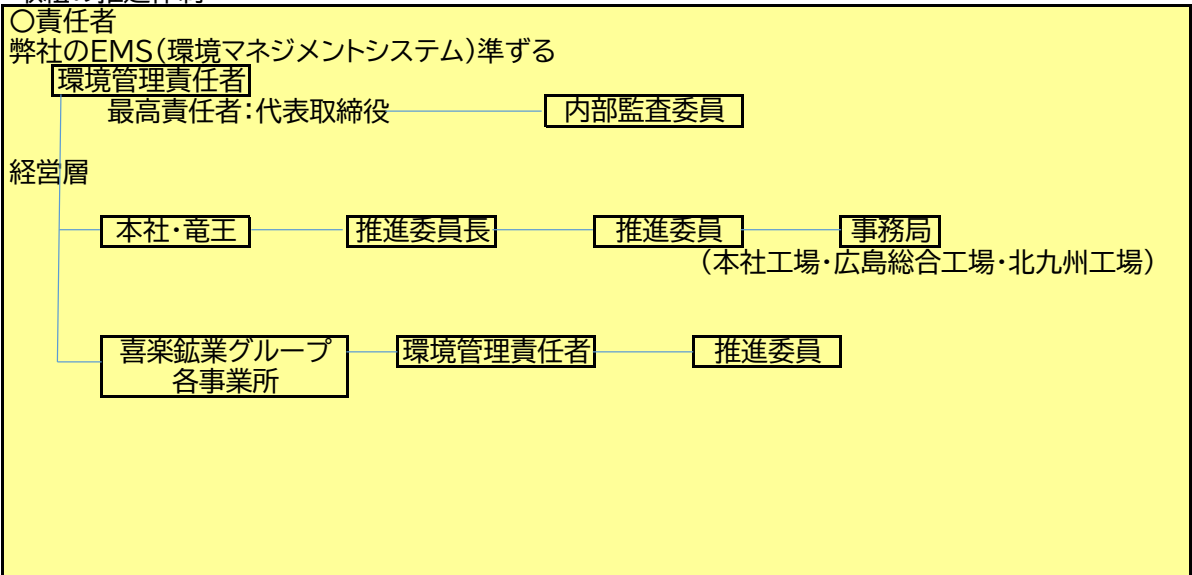 ○責任者
弊社のEMS(環境マネジメントシステム)準ずる
環境管理責任者
最高責任者:代表取締役 内部監査委員
経営層
本社・竜王 推進委員長 推進委員 事務局
(本社工場・広島総合工場・北九州工場)
喜楽鉱業グループ 環境管理責任者 推進委員
各事業所